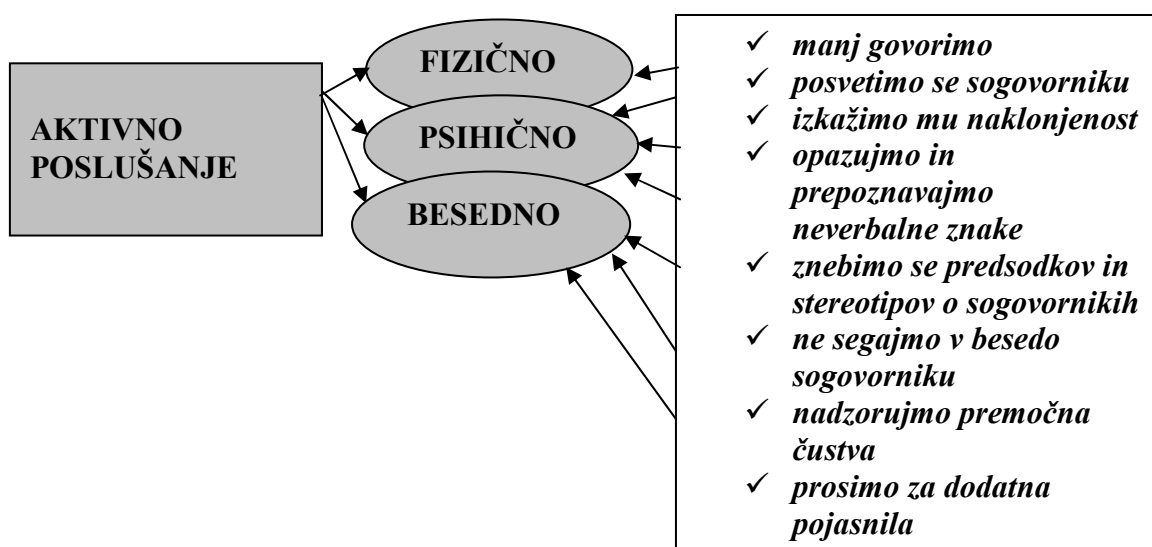 AKTIVNO
POSLUŠANJE
FIZIČNO
PSIHIČNO
BESEDNO
✓ manj govorimo
✓ posvetimo se sogovorniku
✓ izkažimo mu naklonjenost
✓ opazujmo in
prepoznavajmo
neverbalne znake
✓ znebimo se predsodkov in
stereotipov o sogovornikih
✓ ne segajmo v besedo
sogovorniku
✓ nadzorujmo premočna
čustva
✓ prosimo za dodatna
pojasnila